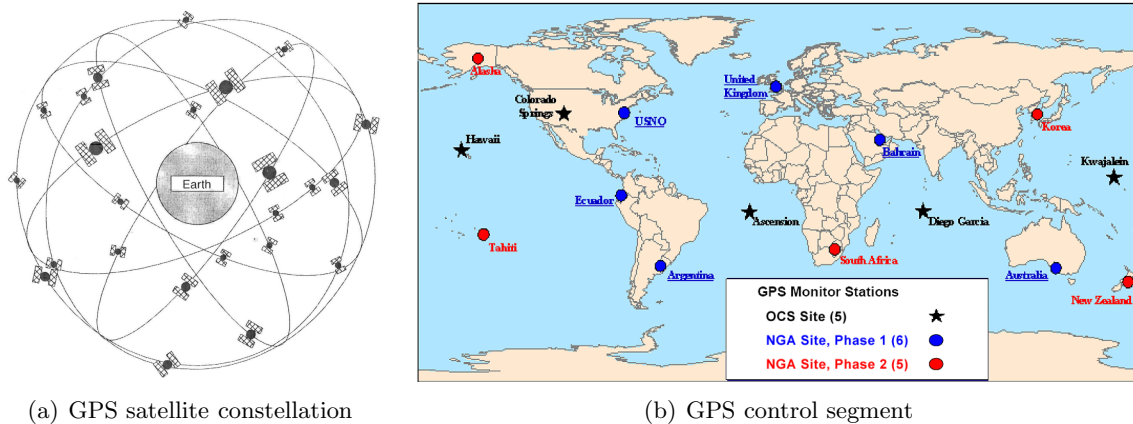 Earth
(a) GPS satellite constellation
Alaska
United
Kingdom
Colorado
Springs
USNO
Korea
Hawaii
Bahrain
Kwajalein
Ecuador
Ascension
Diego Garcia
Tahiti
South Africa
Argentina
Australia
New Zealand
GPS Monitor Stations
OCS Site (5)
NGA Site, Phase 1 (6)
NGA Site, Phase 2 (5)
(b) GPS control segment